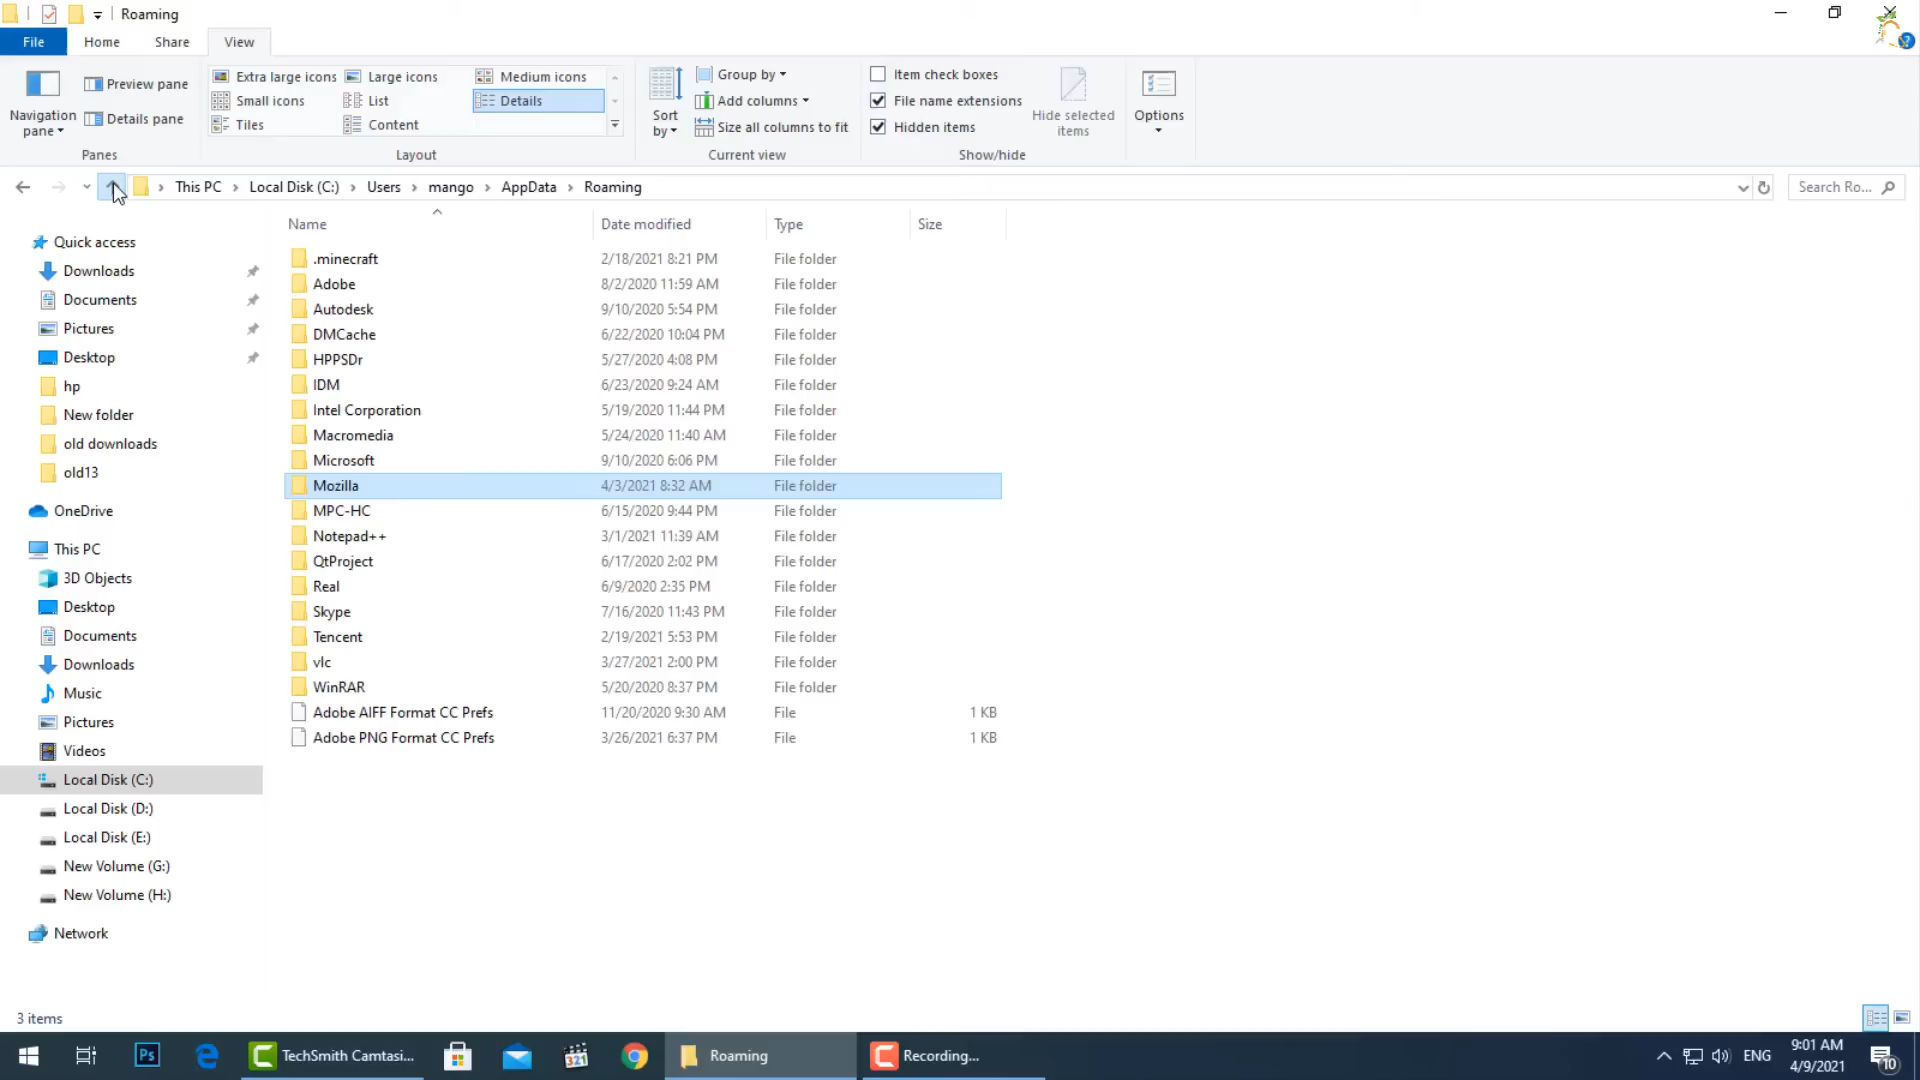 Roaming
File Home Share View
Navigation pane
Preview pane
Details pane
Panes
Extra large icons Large icons Medium icons
Small icons List Details
Tiles Content
Layout
Sort by
Group by
Add columns
Size all columns to fit
Current view
Item check boxes
File name extensions
Hidden items
Hide selected items
Show/hide
Options
This PC Local Disk (C:) Users mango AppData Roaming
Search Ro...
Quick access
Downloads
Documents
Pictures
Desktop
hp
New folder
old downloads
old13
OneDrive
This PC
3D Objects
Desktop
Documents
Downloads
Music
Pictures
Videos
Local Disk (C:)
Local Disk (D:)
Local Disk (E:)
New Volume (G:)
New Volume (H:)
Network
Name Date modified Type Size
.minecraft 2/18/2021 8:21 PM File folder
Adobe 8/2/2020 11:59 AM File folder
Autodesk 9/10/2020 5:54 PM File folder
DMCache 6/22/2020 10:04 PM File folder
HPPSDr 5/27/2020 4:08 PM File folder
IDM 6/23/2020 9:24 AM File folder
Intel Corporation 5/19/2020 11:44 PM File folder
Macromedia 5/24/2020 11:40 AM File folder
Microsoft 9/10/2020 6:06 PM File folder
Mozilla 4/3/2021 8:32 AM File folder
MPC-HC 6/15/2020 9:44 PM File folder
Notepad++ 3/1/2021 11:39 AM File folder
QtProject 6/17/2020 2:02 PM File folder
Real 6/9/2020 2:35 PM File folder
Skype 7/16/2020 11:43 PM File folder
Tencent 2/19/2021 5:53 PM File folder
vlc 3/27/2021 2:00 PM File folder
WinRAR 5/20/2020 8:37 PM File folder
Adobe AIFF Format CC Prefs 11/20/2020 9:30 AM File 1 KB
Adobe PNG Format CC Prefs 3/26/2021 6:37 PM File 1 KB
3 items
Ps
TechSmith Camtasi...
321
Roaming
Recording...
ENG
9:01 AM
4/9/2021
10